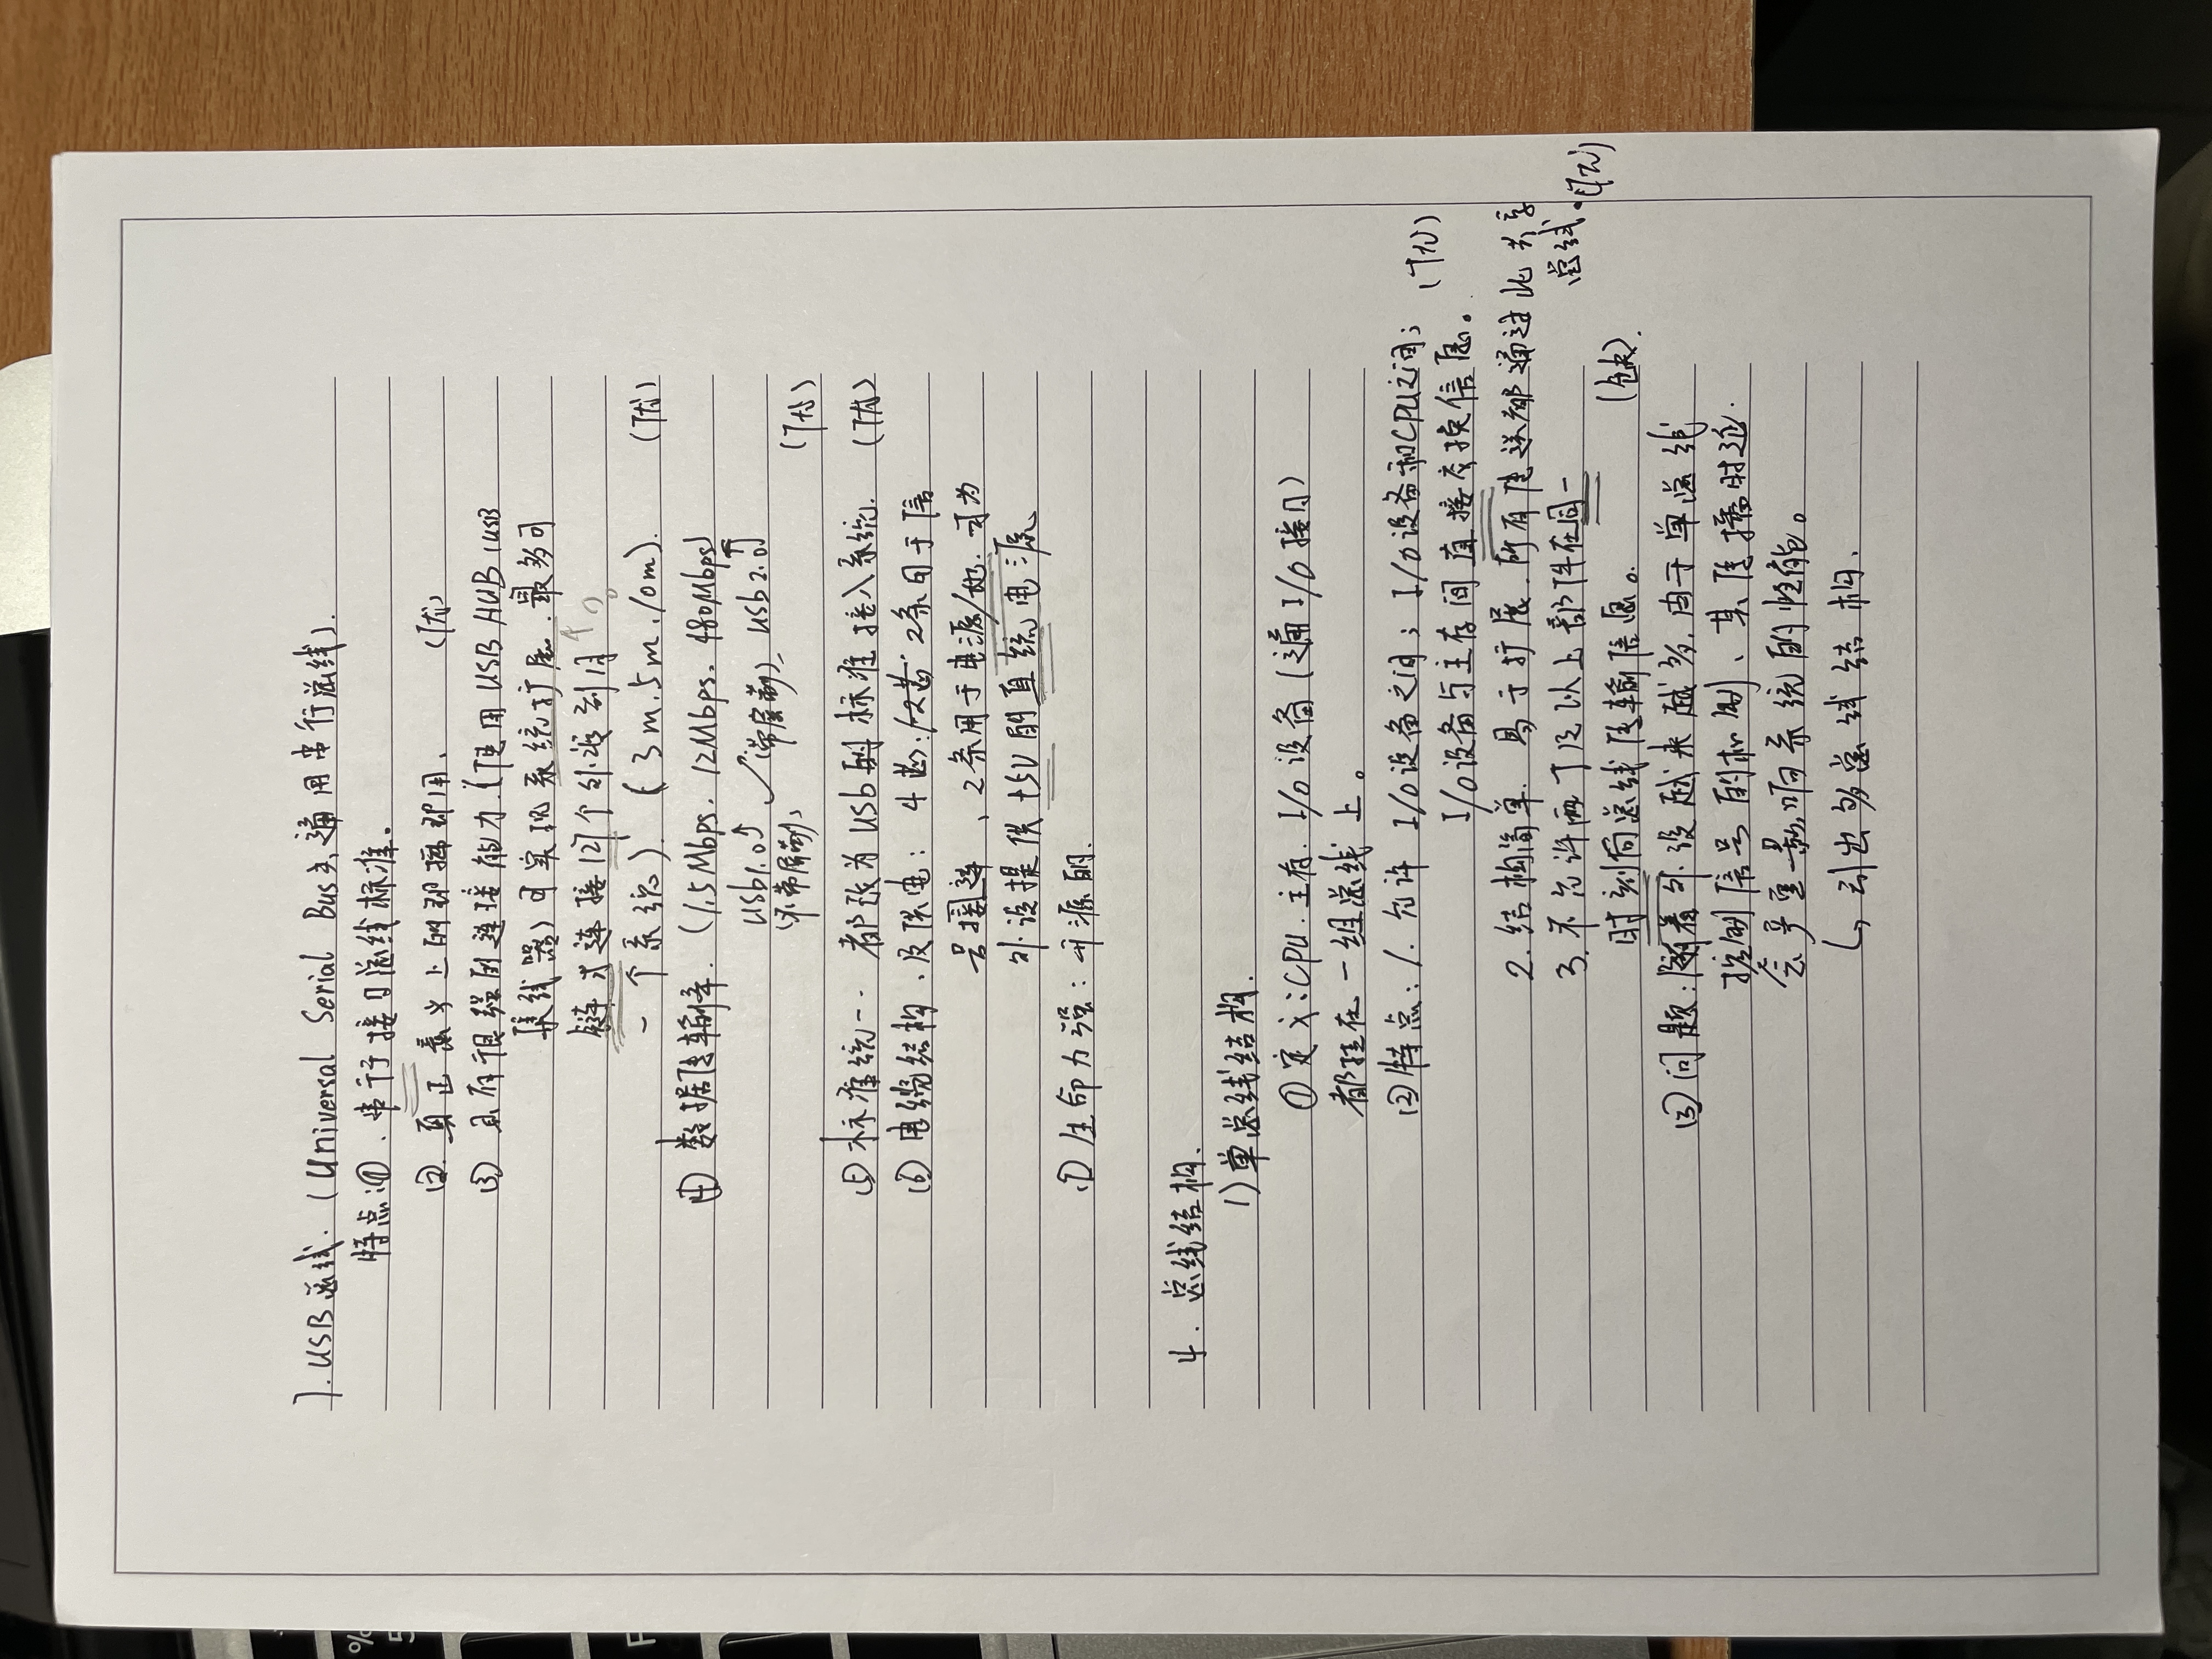 7. USB总线. (Universal Serial Bus, 通用串行总线).
特点:① . 串行接口总线标准。
② 真正意义上的即插即用. (优)
③ 具有很强的连接能力.(使用 USB HUB (USB
集线器)可实现系统扩展. 最多可
链式连接127个外设到同
一个系统). (3m.5m./0m). (优)
④ 数据传输率. (1.5Mbps. 12Mbps. 480Mbps)
usb1.0↑ ↗(带屏蔽) usb2.0↑
(不带屏蔽) (优)
⑤ 标准统一. 都改为usb的标准接入系统. (优)
⑥ 电缆结构.及供电: 4芯: 2条用于信
号接连 , 2条用于电源/地. 可为
外设提供+5V的直流电源
⑦ 生命力强: 开源的.
4. 总线结构.
1)单总线结构.
① 定义:CPU.主存. I/O设备(通I/O接口)
都挂在一组总线上。
②特点: 1. 允许 I/O设备之间; I/O设备和CPU之间; (优)
I/O设备与主存间直接交换信息。
2. 结构简单. 易于扩展.所有传送都通过此共享
总线. (优)
3. 不允许两个及以上部件在同一
时刻向总线传输信息。 (缺).
③ 问题:随着外设越来越多,由于单总线
控制信号的机制、其传播时延.
会严重影响系统的性能。
↳ 引出多总线结构.